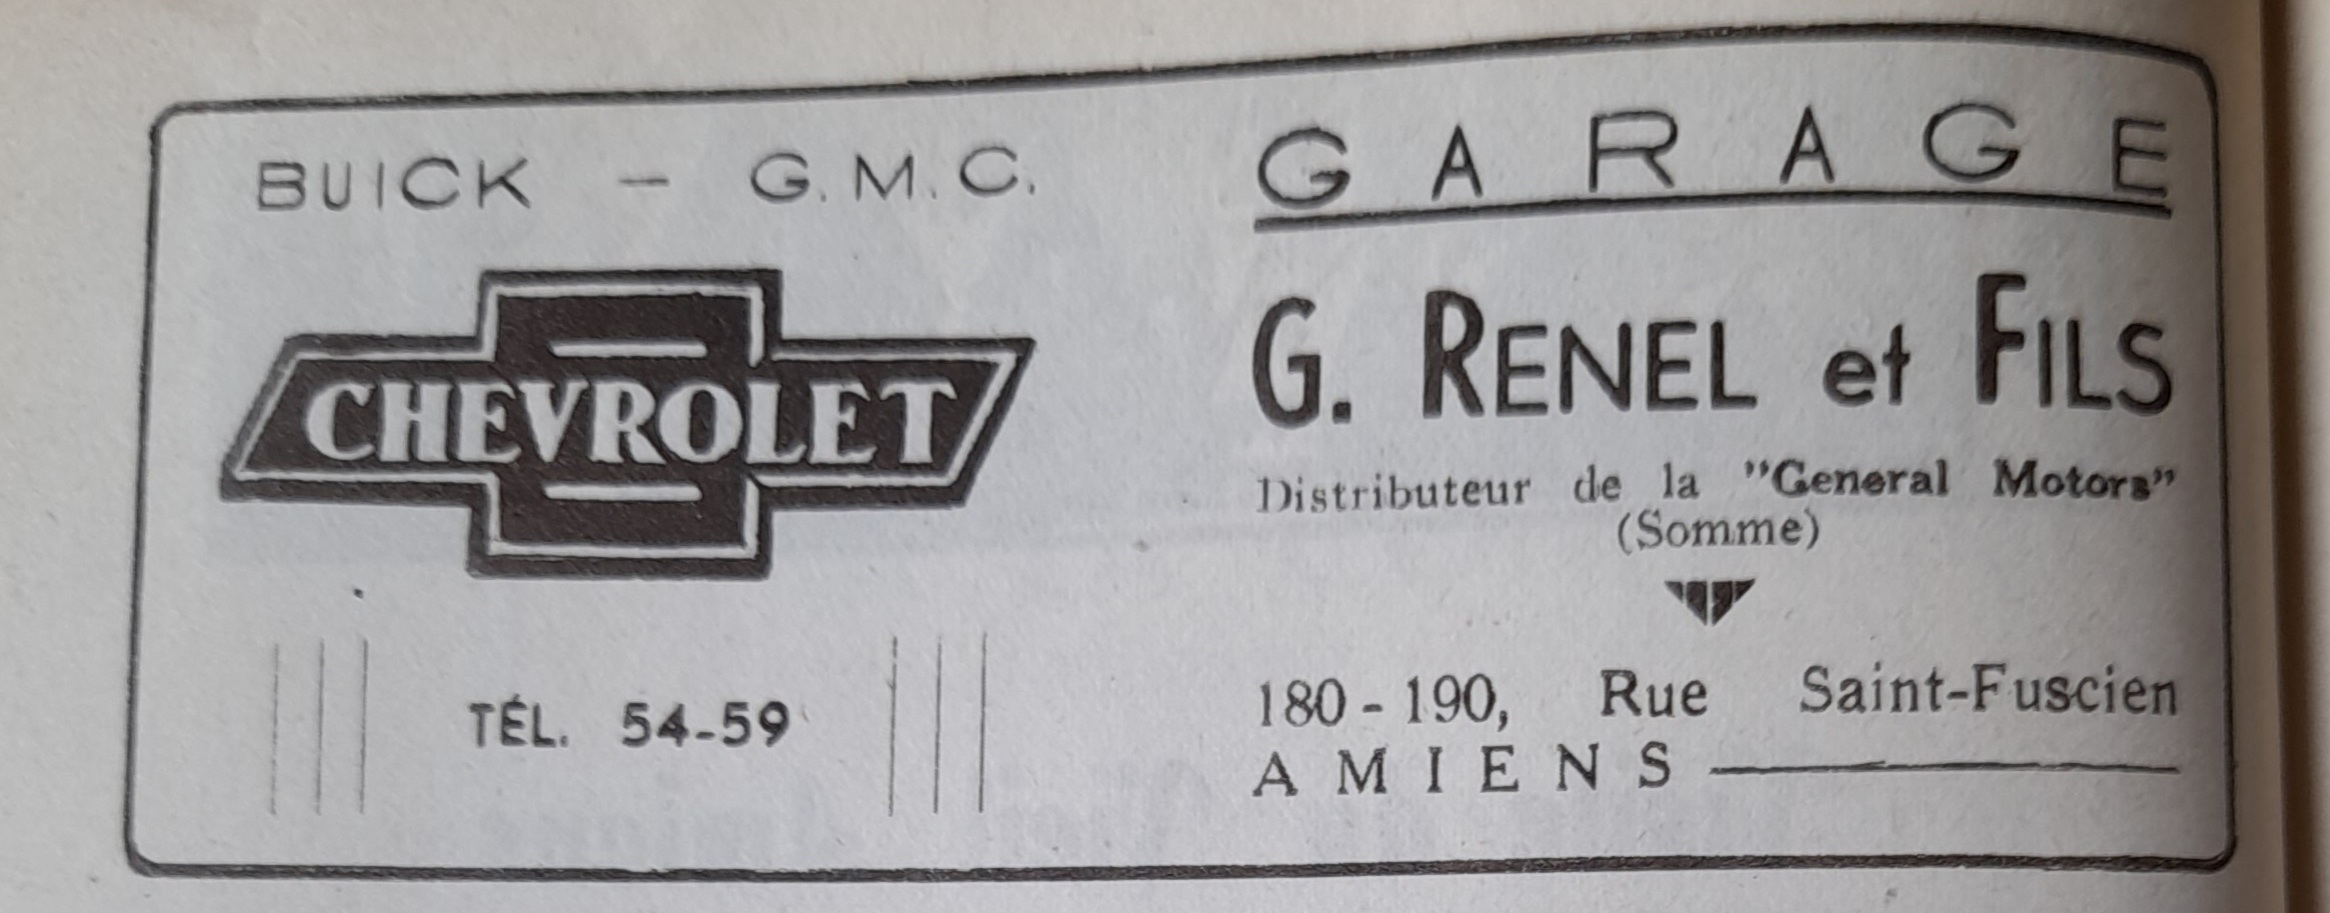 BUICK - G.M.C.
CHEVROLET
TÉL. 54-59
GARAGE
G. RENEL et FILS
Distributeur de la "General Motors"
(Somme)
180-190, Rue Saint-Fuscien
AMIENS